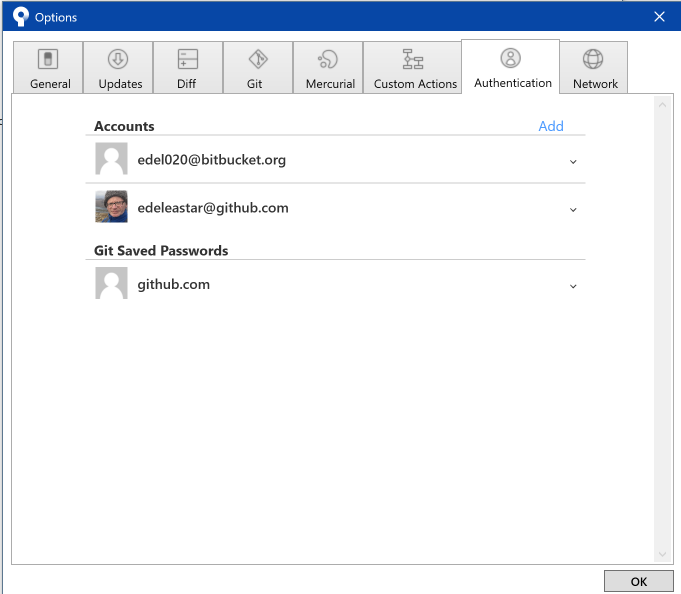 Options
General Updates Diff Git Mercurial Custom Actions Authentication Network
Accounts Add
edel020@bitbucket.org
edeleastar@github.com
Git Saved Passwords
github.com
OK